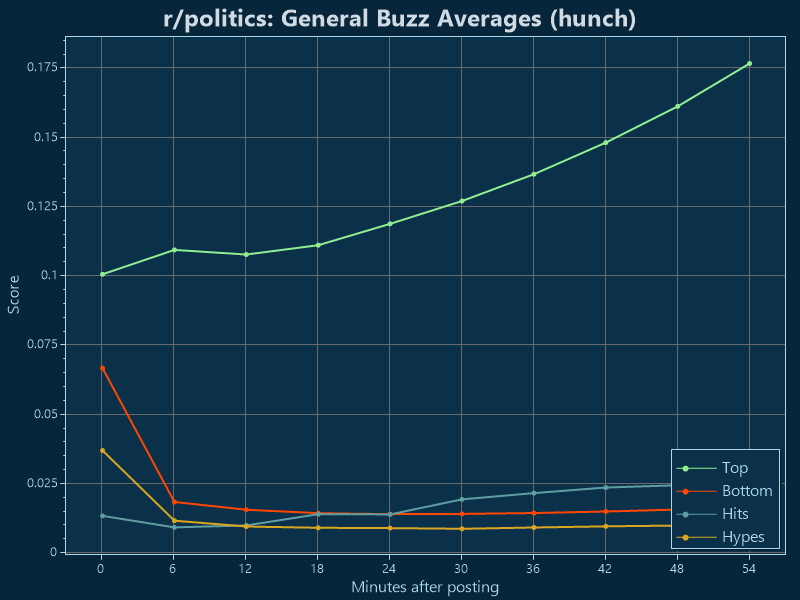 r/politics: General Buzz Averages (hunch)
0.175
0.15
0.125
0.1
0.075
0.05
0.025
0
Score
0 6 12 18 24 30 36 42 48 54
Minutes after posting
Top
Bottom
Hits
Hypes